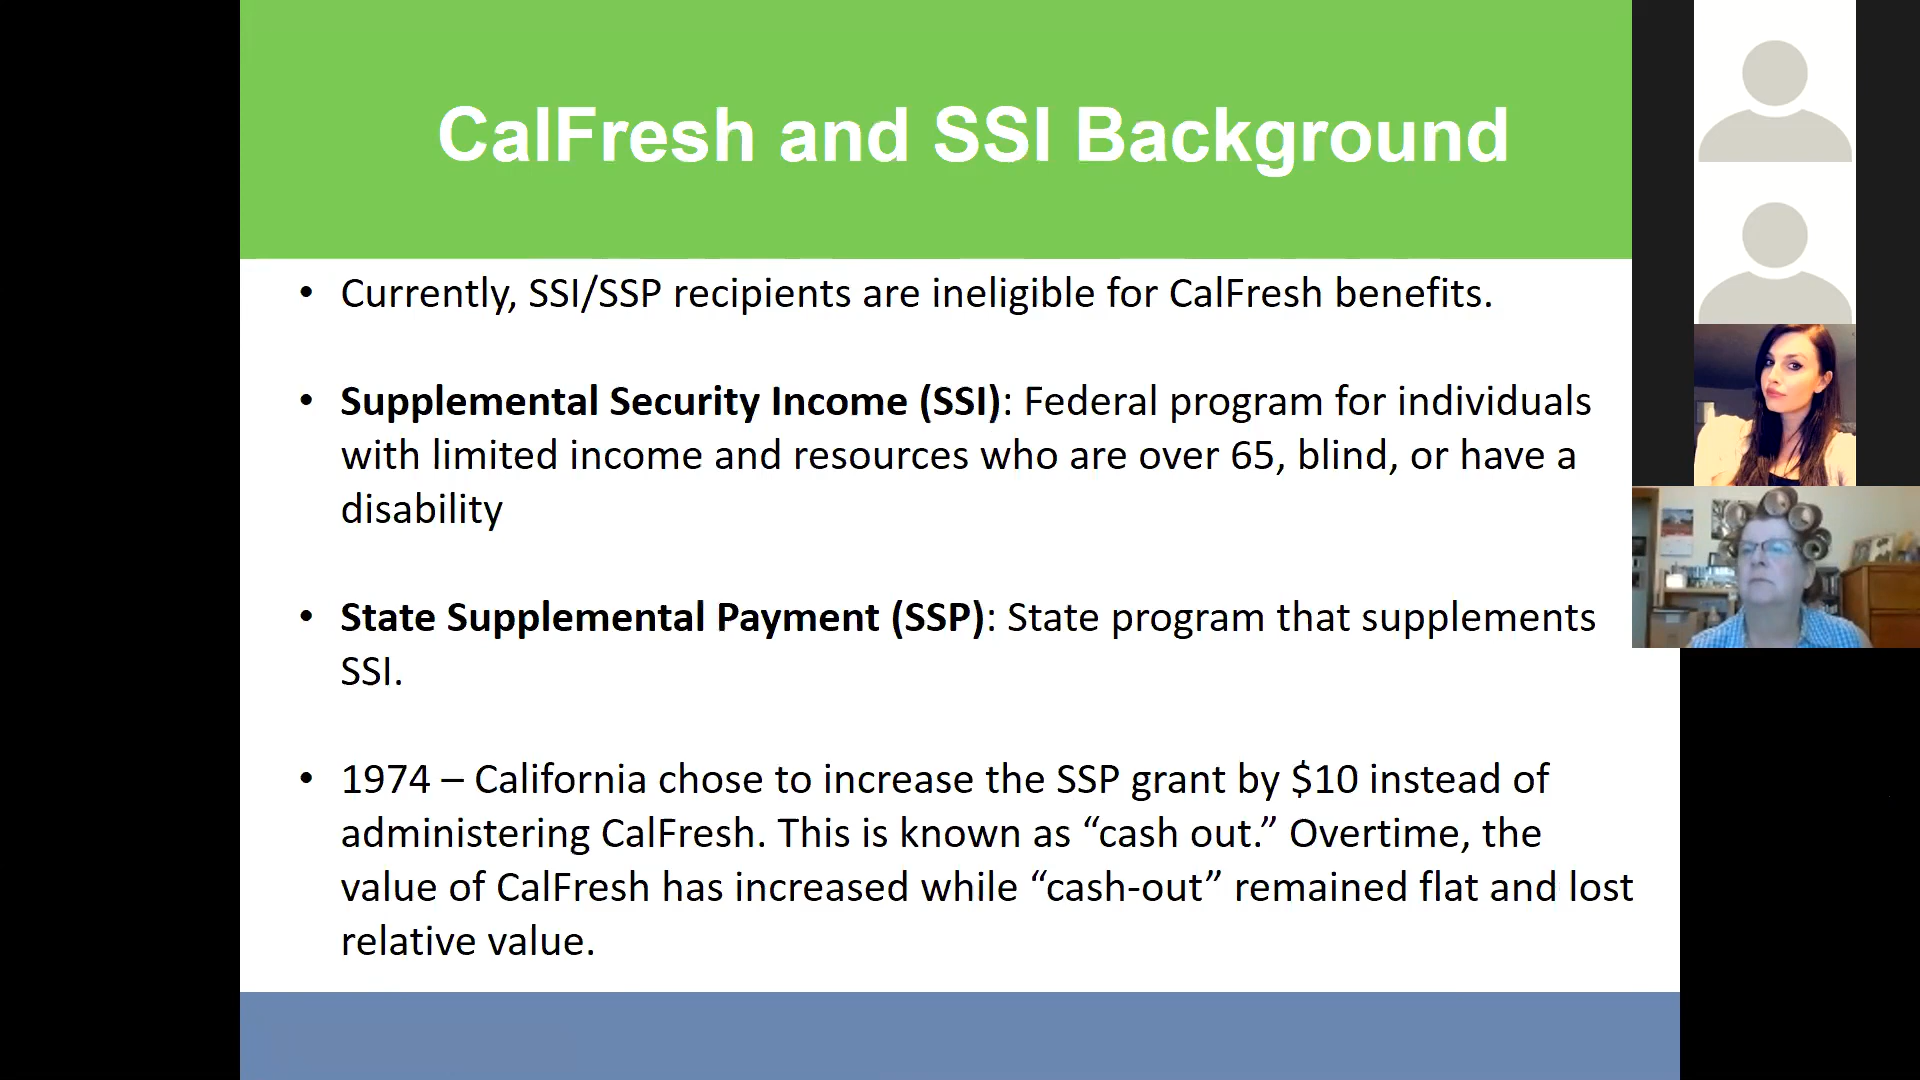 CalFresh and SSI Background
• Currently, SSI/SSP recipients are ineligible for CalFresh benefits.
• Supplemental Security Income (SSI): Federal program for individuals
with limited income and resources who are over 65, blind, or have a
disability
• State Supplemental Payment (SSP): State program that supplements
SSI.
• 1974 – California chose to increase the SSP grant by $10 instead of
administering CalFresh. This is known as “cash out.” Overtime, the
value of CalFresh has increased while “cash-out” remained flat and lost
relative value.